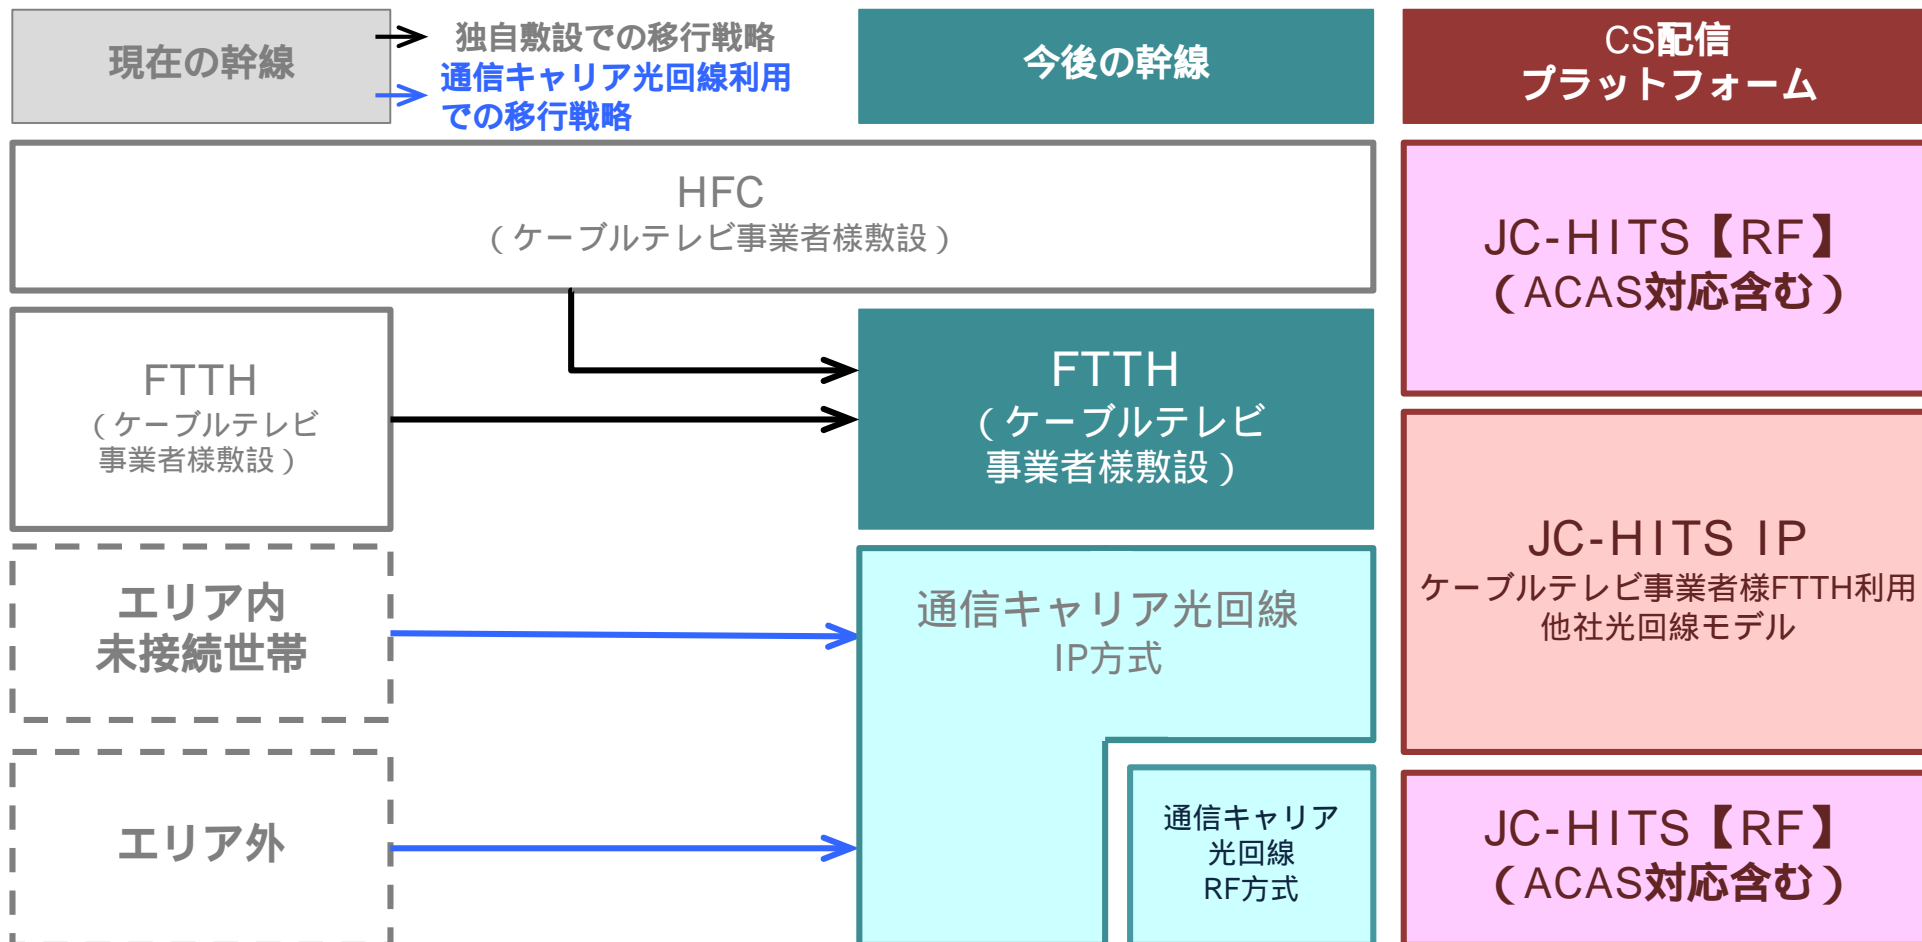 現在の幹線
独自敷設での移行戦略
通信キャリア光回線利用
での移行戦略
今後の幹線
CS配信
プラットフォーム
HFC
（ケーブルテレビ事業者様敷設）
JC-HITS【RF】
（ACAS対応含む）
FTTH
（ケーブルテレビ
事業者様敷設）
FTTH
（ケーブルテレビ
事業者様敷設）
JC-HITS IP
ケーブルテレビ事業者様FTTH利用
他社光回線モデル
エリア内
未接続世帯
通信キャリア光回線
IP方式
エリア外
通信キャリア
光回線
RF方式
JC-HITS【RF】
（ACAS対応含む）